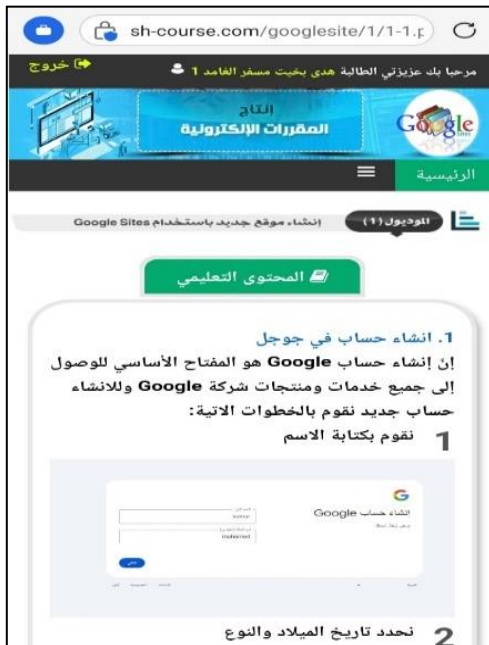 sh-course.com/googlesite/1/1-1.p
مرحبا بك عزيزتي الطالبة هدى بخيت مسفر الغامد 1
خروج
Google
إنتاج
المقررات الإلكترونية
الرئيسية
الموديول(1)
إنشاء موقع جديد باستخدام Google Sites
المحتوى التعليمي
1. انشاء حساب في جوجل
إنّ إنشاء حساب Google هو المفتاح الأساسي للوصول
إلى جميع خدمات ومنتجات شركة Google وللانشاء
حساب جديد نقوم بالخطوات الاتية:
1 نقوم بكتابة الاسم
انشاء حساب Google
mohamed
2 نحدد تاريخ الميلاد والنوع